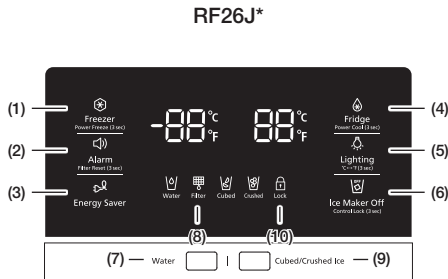 RF26J*
(1)
Freezer
Power Freeze (3 sec)
(2)
Alarm
Filter Reset (3 sec)
(3)
Energy Saver
-88 °C °F
88 °C °F
Water Filter Cubed Crushed Lock
(8) (10)
(4)
Fridge
Power Cool (3 sec)
(5)
Lighting
°C↔°F (3 sec)
(6)
OFF
Ice Maker Off
Control Lock (3sec)
(7) Water | Cubed/Crushed Ice (9)